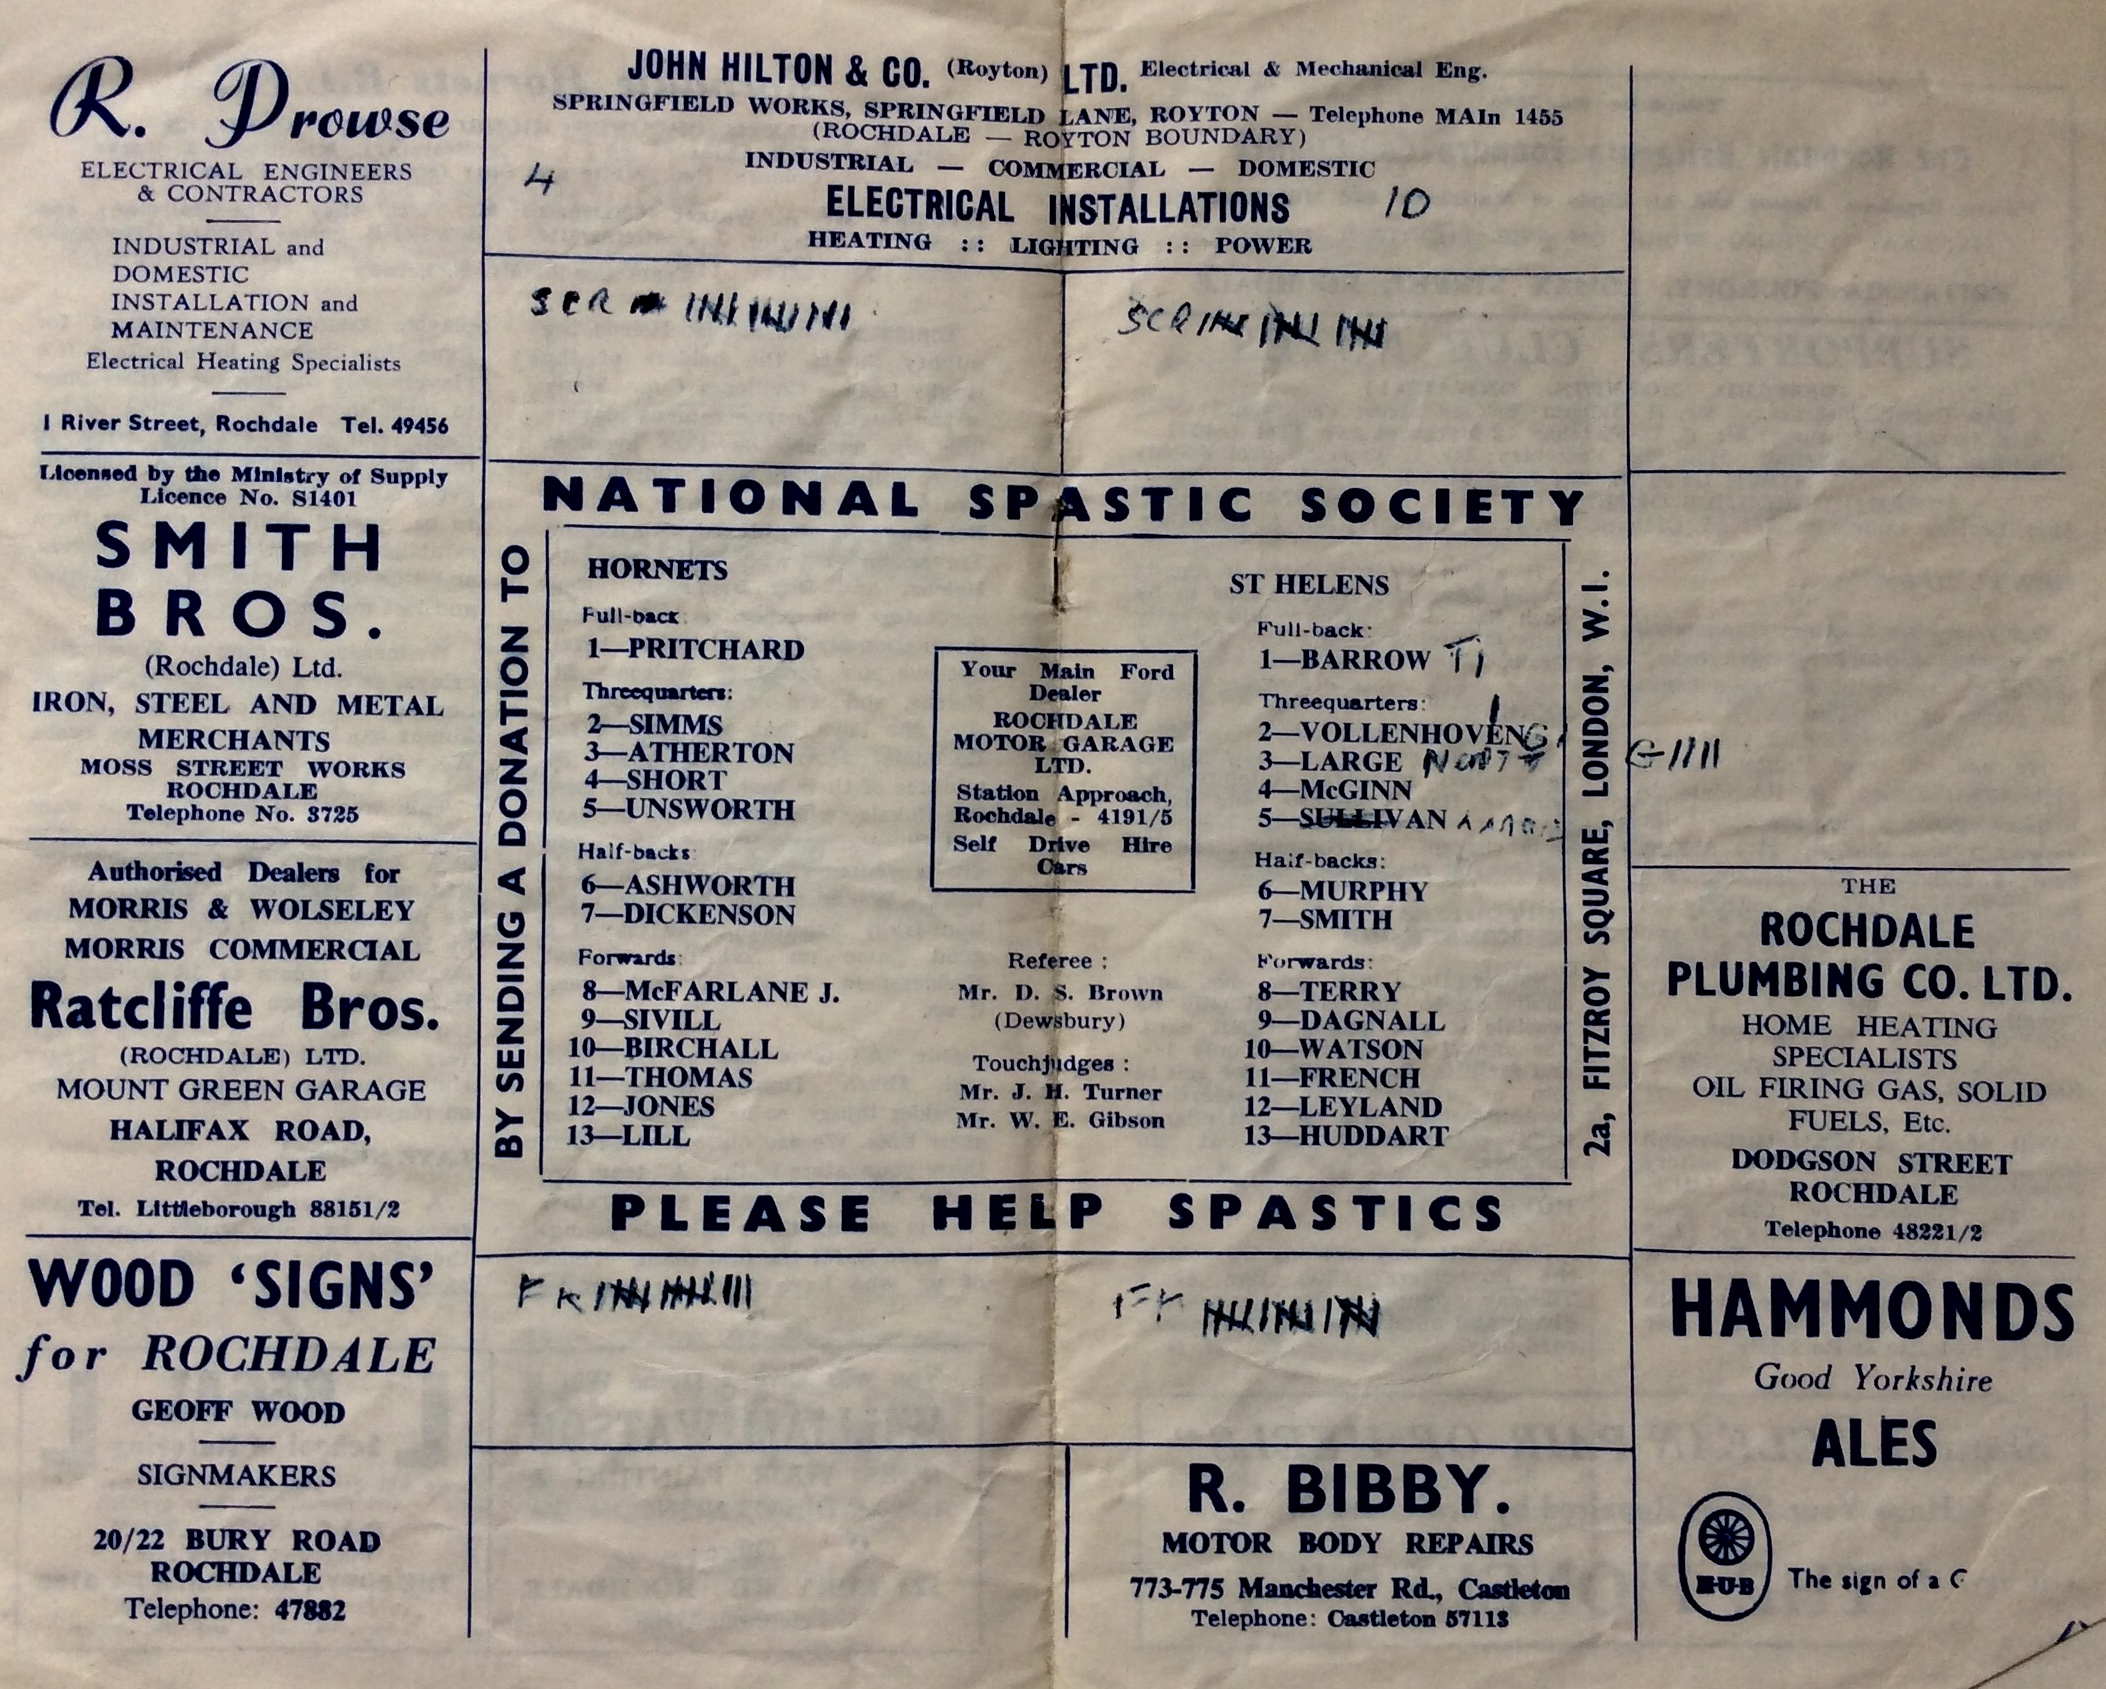 R. Prowse
ELECTRICAL ENGINEERS
& CONTRACTORS
INDUSTRIAL and
DOMESTIC
INSTALLATION and
MAINTENANCE
Electrical Heating Specialists
1 River Street, Rochdale Tel. 49456
Licensed by the Ministry of Supply
Licence No. S1401
SMITH
BROS.
(Rochdale) Ltd.
IRON, STEEL AND METAL
MERCHANTS
MOSS STREET WORKS
ROCHDALE
Telephone No. 3725
Authorised Dealers for
MORRIS & WOLSELEY
MORRIS COMMERCIAL
Ratcliffe Bros.
(ROCHDALE) LTD.
MOUNT GREEN GARAGE
HALIFAX ROAD,
ROCHDALE
Tel. Littleborough 88151/2
WOOD ‘SIGNS’
for ROCHDALE
GEOFF WOOD
SIGNMAKERS
20/22 BURY ROAD
ROCHDALE
Telephone: 47882
JOHN HILTON & CO. (Royton) LTD. Electrical & Mechanical Eng.
SPRINGFIELD WORKS, SPRINGFIELD LANE, ROYTON — Telephone MAIn 1455
(ROCHDALE — ROYTON BOUNDARY)
INDUSTRIAL — COMMERCIAL — DOMESTIC
4
ELECTRICAL INSTALLATIONS
10
HEATING :: LIGHTING :: POWER
SCR
SCR
NATIONAL SPASTIC SOCIETY
BY SENDING A DONATION TO
HORNETS
Full-back:
1—PRITCHARD
Threequarters:
2—SIMMS
3—ATHERTON
4—SHORT
5—UNSWORTH
Half-backs:
6—ASHWORTH
7—DICKENSON
Forwards:
8—McFARLANE J.
9—SIVILL
10—BIRCHALL
11—THOMAS
12—JONES
13—LILL
Your Main Ford
Dealer
ROCHDALE
MOTOR GARAGE
LTD.
Station Approach,
Rochdale - 4191/5
Self Drive Hire
Cars
Referee :
Mr. D. S. Brown
(Dewsbury)
Touchjudges :
Mr. J. H. Turner
Mr. W. E. Gibson
ST HELENS
Full-back:
1—BARROW T1
Threequarters:
2—VOLLENHOVEN G
3—LARGE
4—McGINN
5—SULLIVAN
Half-backs:
6—MURPHY
7—SMITH
Forwards:
8—TERRY
9—DAGNALL
10—WATSON
11—FRENCH
12—LEYLAND
13—HUDDART
2a, FITZROY SQUARE, LONDON, W.1.
G IIII
PLEASE HELP SPASTICS
FK
FK
R. BIBBY.
MOTOR BODY REPAIRS
773-775 Manchester Rd., Castleton
Telephone: Castleton 57113
THE
ROCHDALE
PLUMBING CO. LTD.
HOME HEATING
SPECIALISTS
OIL FIRING GAS, SOLID
FUELS, Etc.
DODGSON STREET
ROCHDALE
Telephone 48221/2
HAMMONDS
Good Yorkshire
ALES
H·U·B
The sign of a G